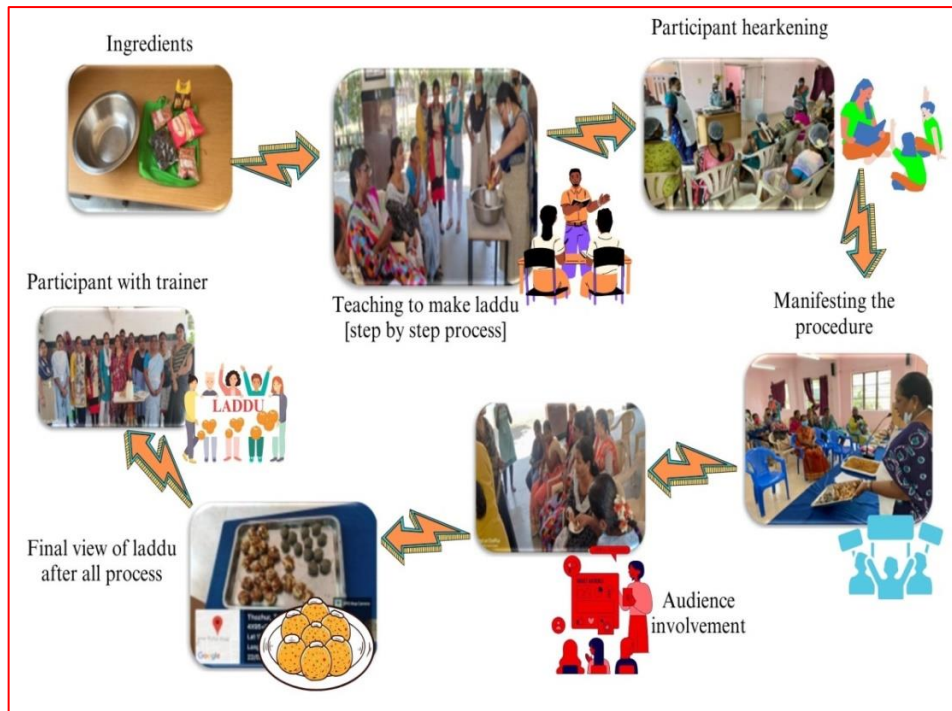 Ingredients
Participant hearkening
Teaching to make laddu
[step by step process]
Participant with trainer
Manifesting the
procedure
LADDU
Final view of laddu
after all process
Google
Audience
involvement